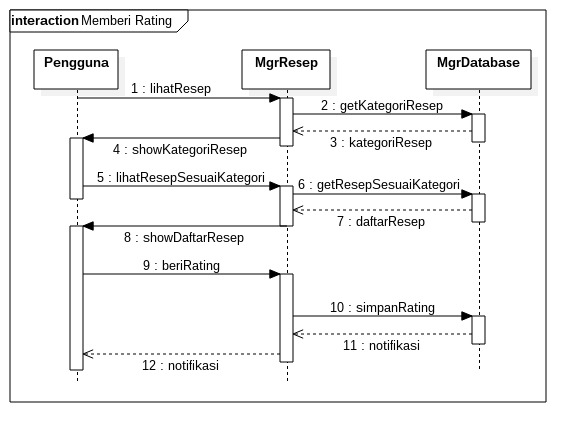 interaction Memberi Rating
Pengguna
MgrResep
MgrDatabase
1 : lihatResep
2 : getKategoriResep
3 : kategoriResep
4 : showKategoriResep
5 : lihatResepSesuaiKategori
6 : getResepSesuaiKategori
7 : daftarResep
8 : showDaftarResep
9 : beriRating
10 : simpanRating
11 : notifikasi
12 : notifikasi